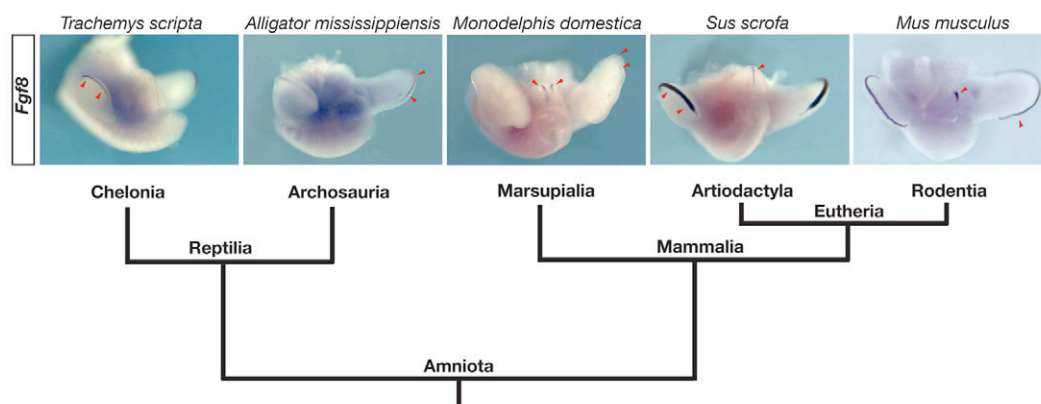 Trachemys scripta Alligator mississippiensis Monodelphis domestica Sus scrofa Mus musculus
Fgf8
Chelonia Archosauria Marsupialia Artiodactyla Rodentia
Eutheria
Reptilia Mammalia
Amniota